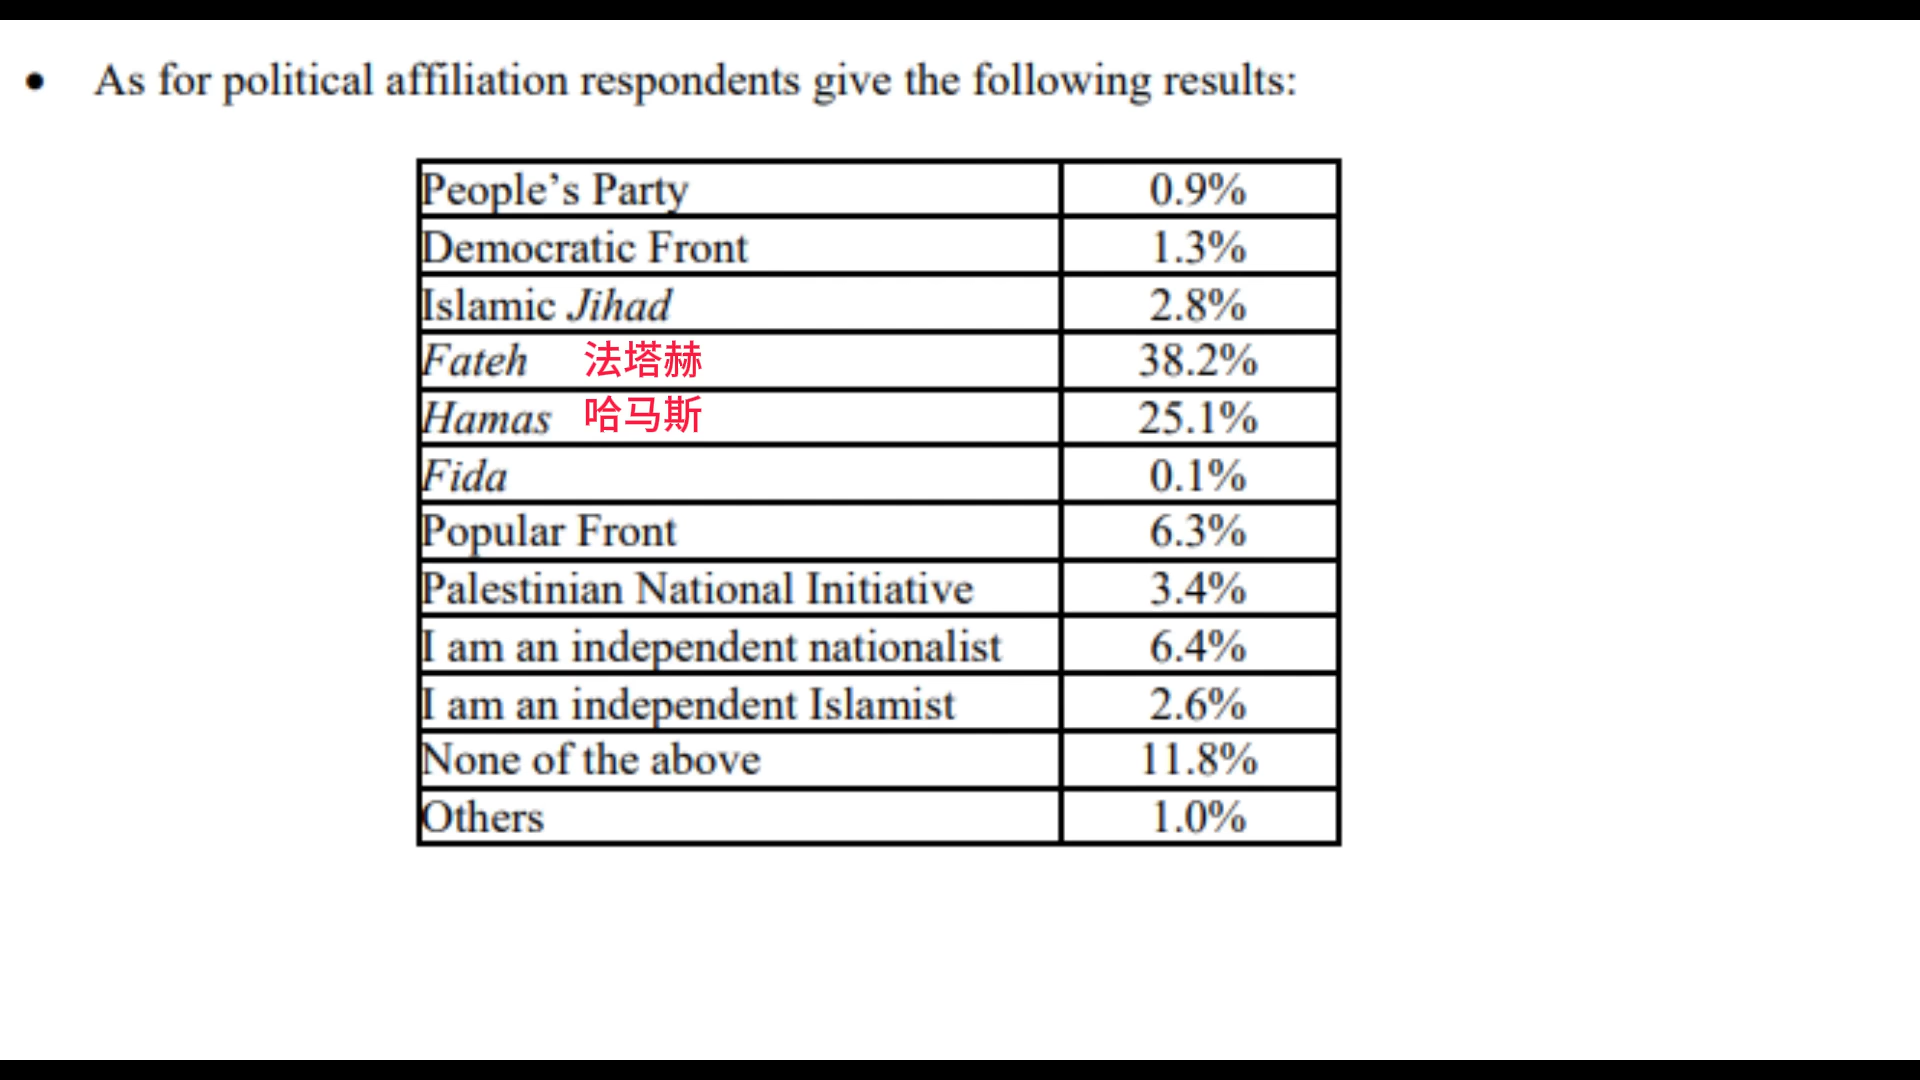 • As for political affiliation respondents give the following results:
People’s Party 0.9%
Democratic Front 1.3%
Islamic Jihad 2.8%
Fateh 法塔赫 38.2%
Hamas 哈马斯 25.1%
Fida 0.1%
Popular Front 6.3%
Palestinian National Initiative 3.4%
I am an independent nationalist 6.4%
I am an independent Islamist 2.6%
None of the above 11.8%
Others 1.0%